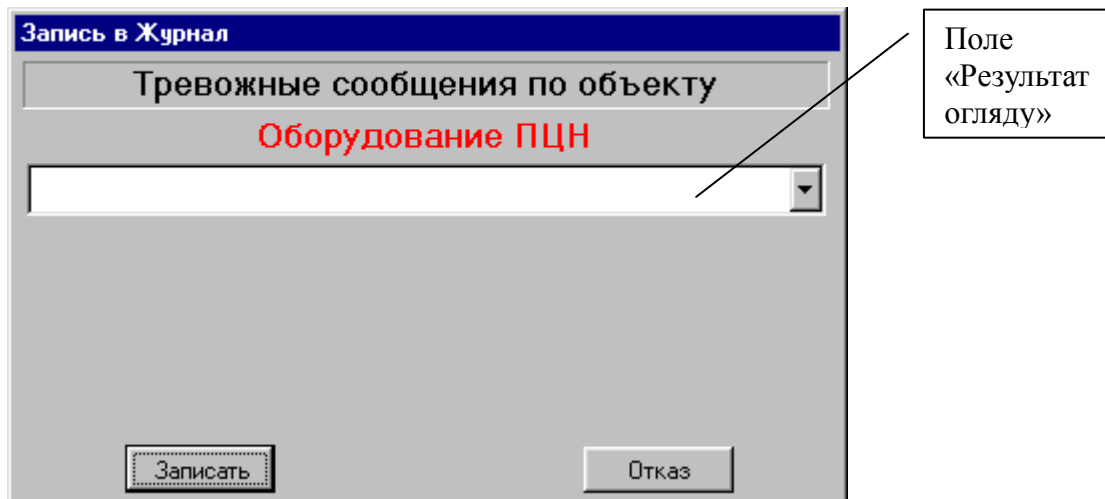 Запись в Журнал
Тревожные сообщения по объекту
Оборудование ПЦН
Записать
Отказ
Поле
«Результат
огляду»